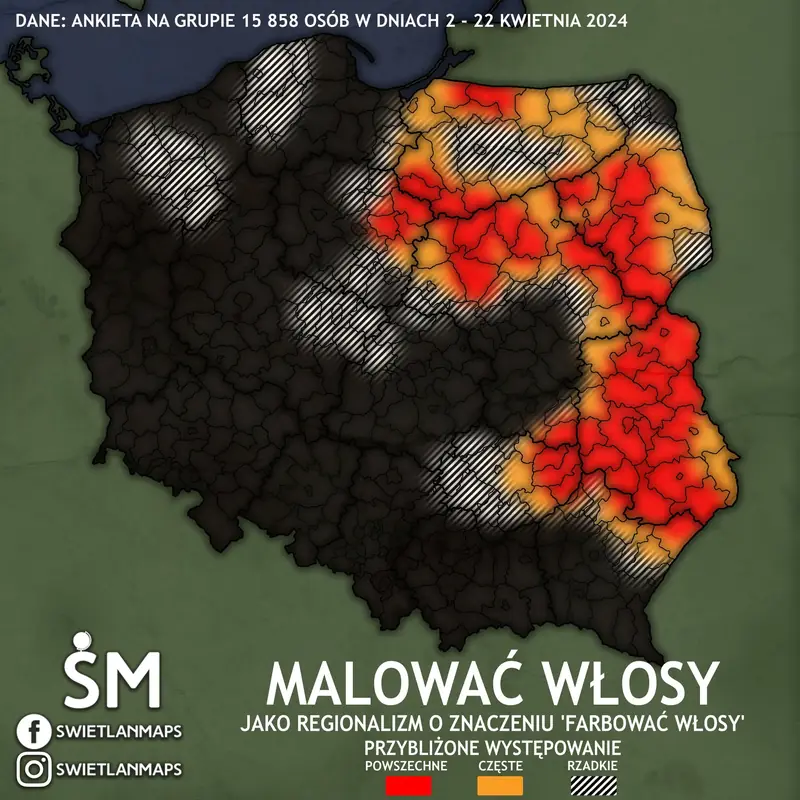 DANE: ANKIETA NA GRUPIE 15 858 OSÓB W DNIACH 2 - 22 KWIETNIA 2024
ŚM
SWIETLANMAPS
SWIETLANMAPS
MALOWAĆ WŁOSY
JAKO REGIONALIZM O ZNACZENIU 'FARBOWAĆ WŁOSY'
PRZYBLIŻONE WYSTĘPOWANIE
POWSZECHNE CZĘSTE RZADKIE